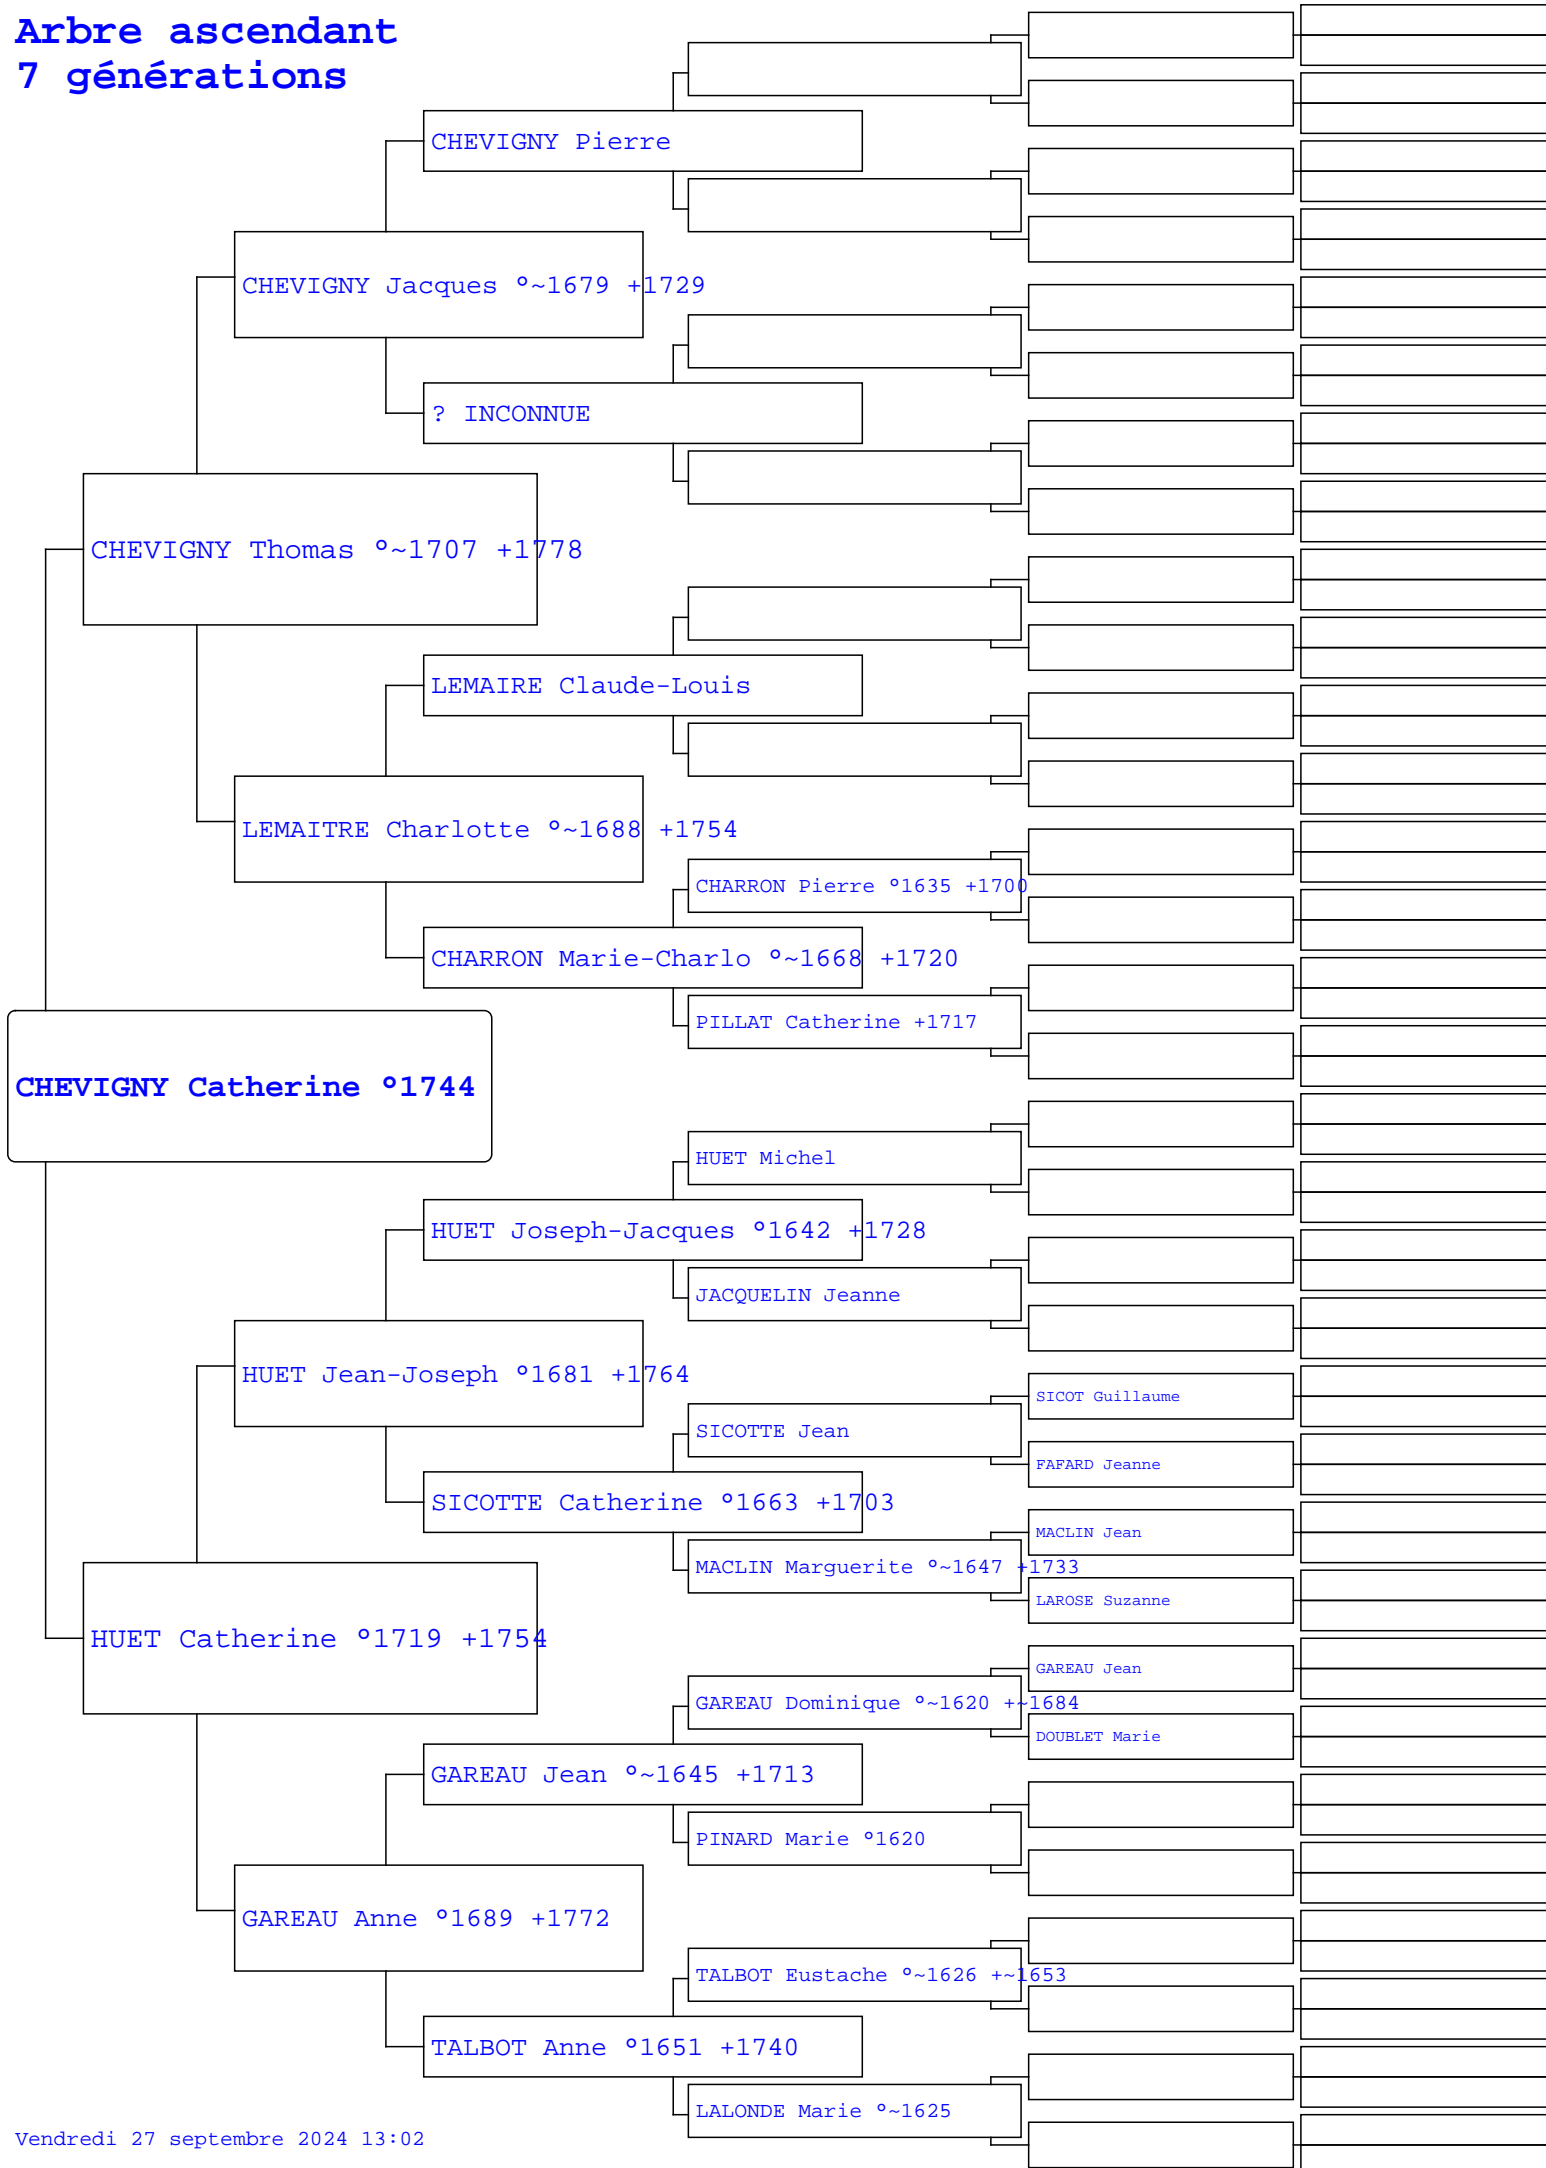 Arbre ascendant
7 générations
CHEVIGNY Pierre
CHEVIGNY Jacques °~1679 +1729
? INCONNUE
CHEVIGNY Thomas °~1707 +1778
LEMAIRE Claude-Louis
LEMAITRE Charlotte °~1688 +1754
CHARRON Pierre °1635 +1700
CHARRON Marie-Charlo °~1668 +1720
PILLAT Catherine +1717
CHEVIGNY Catherine °1744
HUET Michel
HUET Joseph-Jacques °1642 +1728
JACQUELIN Jeanne
HUET Jean-Joseph °1681 +1764
SICOT Guillaume
SICOTTE Jean
FAFARD Jeanne
SICOTTE Catherine °1663 +1703
MACLIN Jean
MACLIN Marguerite °~1647 +1733
LAROSE Suzanne
HUET Catherine °1719 +1754
GAREAU Jean
GAREAU Dominique °~1620 +~1684
DOUBLET Marie
GAREAU Jean °~1645 +1713
PINARD Marie °1620
GAREAU Anne °1689 +1772
TALBOT Eustache °~1626 +~1653
TALBOT Anne °1651 +1740
LALONDE Marie °~1625
Vendredi 27 septembre 2024 13:02